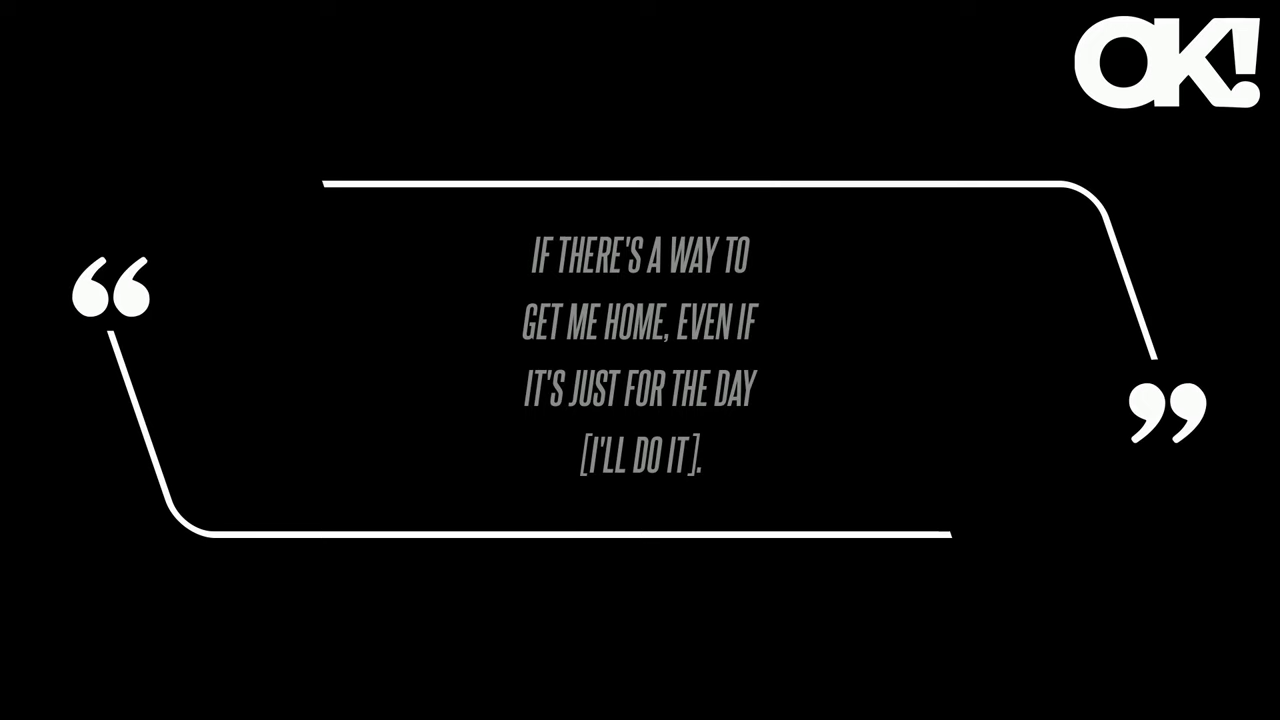 OK!
“
IF THERE'S A WAY TO
GET ME HOME, EVEN IF
IT'S JUST FOR THE DAY
[I'LL DO IT].
”